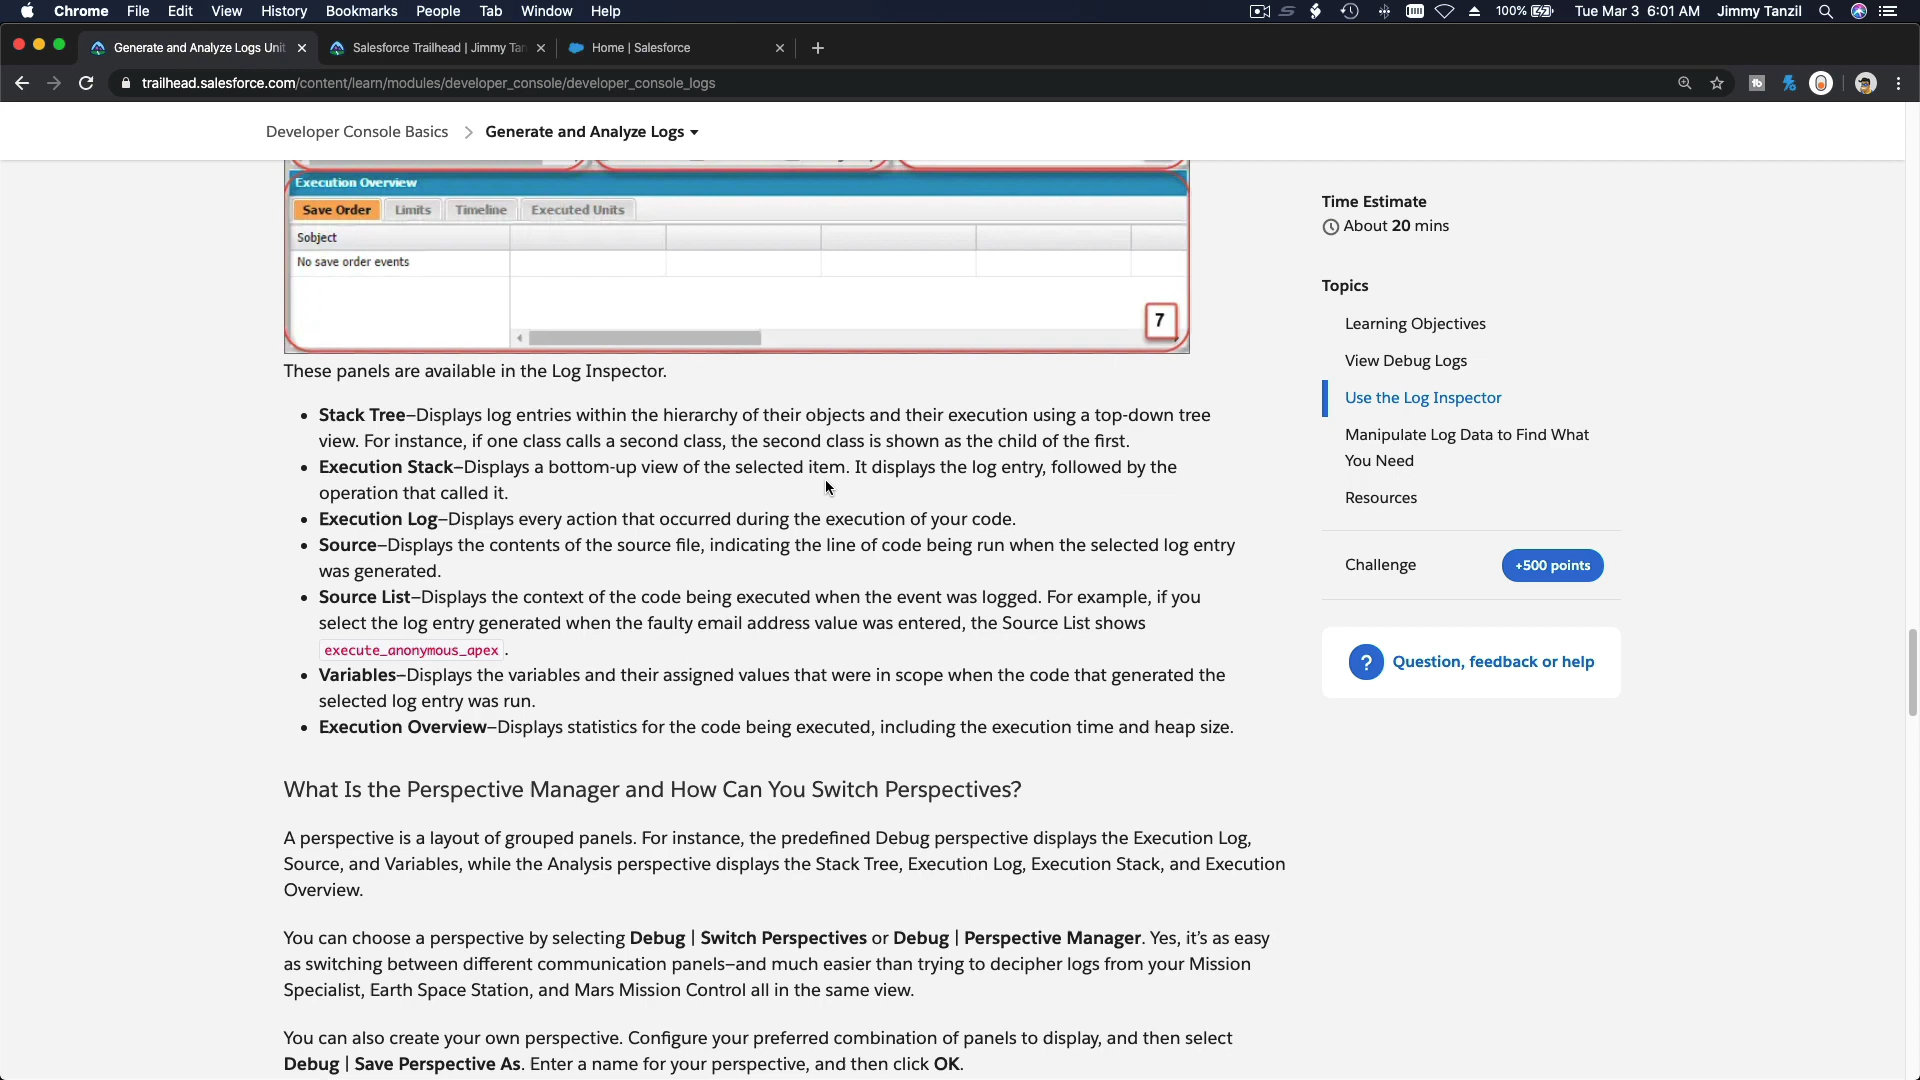 Chrome File Edit View History Bookmarks People Tab Window Help 100% Tue Mar 3 6:01 AM Jimmy Tanzil
Generate and Analyze Logs Unit Salesforce Trailhead | Jimmy Tan Home | Salesforce
trailhead.salesforce.com/content/learn/modules/developer_console/developer_console_logs
Developer Console Basics > Generate and Analyze Logs
Execution Overview
Save Order Limits Timeline Executed Units
Sobject
No save order events
7
These panels are available in the Log Inspector.
• Stack Tree—Displays log entries within the hierarchy of their objects and their execution using a top-down tree
view. For instance, if one class calls a second class, the second class is shown as the child of the first.
• Execution Stack—Displays a bottom-up view of the selected item. It displays the log entry, followed by the
operation that called it.
• Execution Log—Displays every action that occurred during the execution of your code.
• Source—Displays the contents of the source file, indicating the line of code being run when the selected log entry
was generated.
• Source List—Displays the context of the code being executed when the event was logged. For example, if you
select the log entry generated when the faulty email address value was entered, the Source List shows
execute_anonymous_apex.
• Variables—Displays the variables and their assigned values that were in scope when the code that generated the
selected log entry was run.
• Execution Overview—Displays statistics for the code being executed, including the execution time and heap size.
What Is the Perspective Manager and How Can You Switch Perspectives?
A perspective is a layout of grouped panels. For instance, the predefined Debug perspective displays the Execution Log,
Source, and Variables, while the Analysis perspective displays the Stack Tree, Execution Log, Execution Stack, and Execution
Overview.
You can choose a perspective by selecting Debug | Switch Perspectives or Debug | Perspective Manager. Yes, it's as easy
as switching between different communication panels—and much easier than trying to decipher logs from your Mission
Specialist, Earth Space Station, and Mars Mission Control all in the same view.
You can also create your own perspective. Configure your preferred combination of panels to display, and then select
Debug | Save Perspective As. Enter a name for your perspective, and then click OK.
Time Estimate
About 20 mins
Topics
Learning Objectives
View Debug Logs
Use the Log Inspector
Manipulate Log Data to Find What
You Need
Resources
Challenge +500 points
? Question, feedback or help